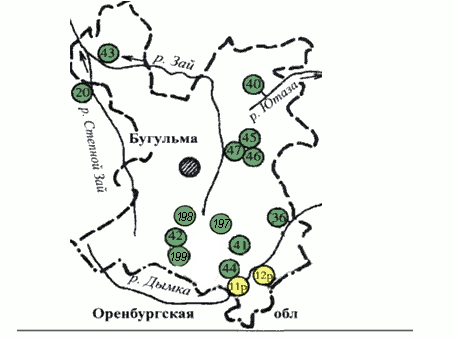 43
р. Зай
20
40
р. Ютаза
р. Степной Зай
Бугульма
45
47
46
198
197
36
42
41
199
44
12р
11р
р. Дымка
Оренбургская обл